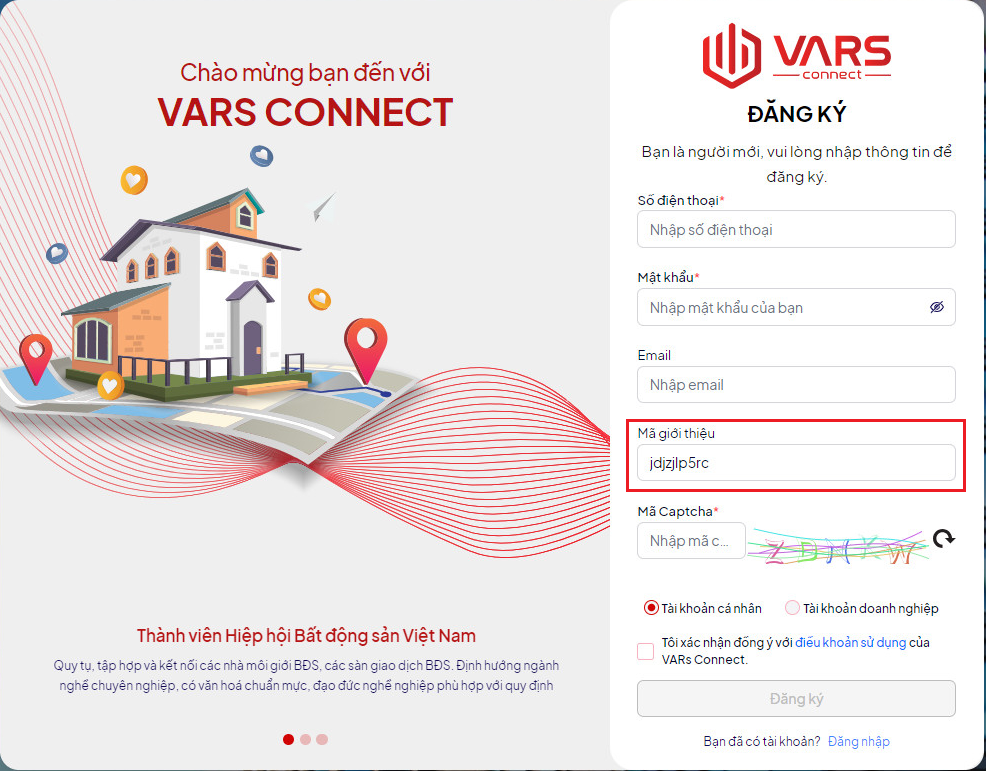 Chào mừng bạn đến với
VARS CONNECT
Thành viên Hiệp hội Bất động sản Việt Nam
Quy tụ, tập hợp và kết nối các nhà môi giới BĐS, các sàn giao dịch BĐS. Định hướng ngành
nghề chuyên nghiệp, có văn hoá chuẩn mực, đạo đức nghề nghiệp phù hợp với quy định
VARS
connect
ĐĂNG KÝ
Bạn là người mới, vui lòng nhập thông tin để
đăng ký.
Số điện thoại*
Nhập số điện thoại
Mật khẩu*
Nhập mật khẩu của bạn
Email
Nhập email
Mã giới thiệu
jdjzjlp5rc
Mã Captcha*
Nhập mã c...
Tài khoản cá nhân Tài khoản doanh nghiệp
Tôi xác nhận đồng ý với điều khoản sử dụng của
VARs Connect.
Đăng ký
Bạn đã có tài khoản? Đăng nhập